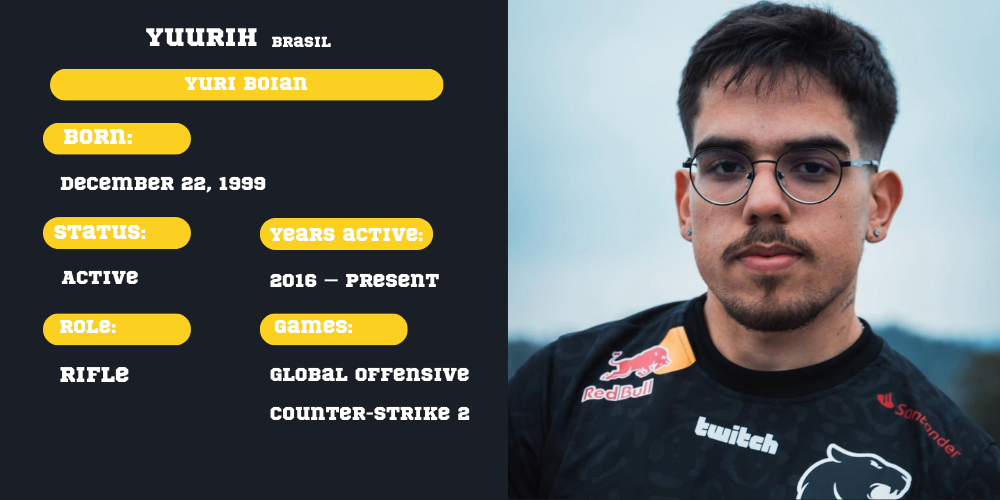 YUURIH BRASIL
YURI BOIAN
BORN:
DECEMBER 22, 1999
STATUS:
YEARS ACTIVE:
ACTIVE
2016 – PRESENT
ROLE:
GAMES:
RIFLE
GLOBAL OFFENSIVE
COUNTER-STRIKE 2
Red Bull
twitch
Santander